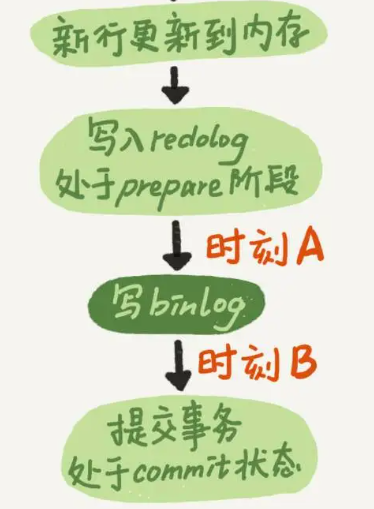 新行更新到内存
写入redolog
处于prepare阶段
时刻A
写binlog
时刻B
提交事务
处于commit状态